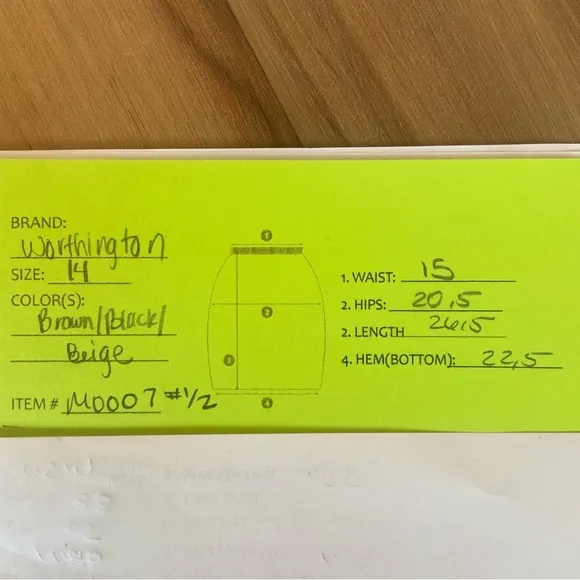 BRAND:
Worthington
SIZE: 14
COLOR(S):
Brown/Black/
Beige
ITEM # M0007 #1/2
1
2
3
4
1. WAIST: 15
2. HIPS: 20.5
2. LENGTH 26.5
4. HEM(BOTTOM): 22.5